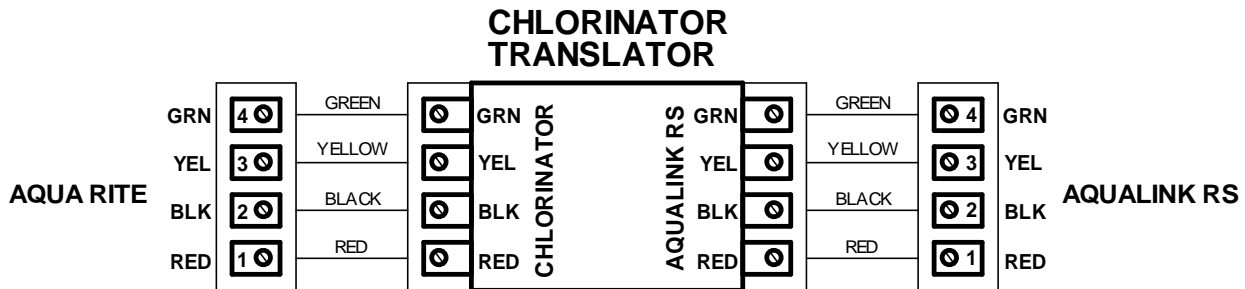 CHLORINATOR
TRANSLATOR
GRN 4 GREEN GRN GRN GREEN 4 GRN
YEL 3 YELLOW YEL YEL YELLOW 3 YEL
AQUA RITE CHLORINATOR AQUALINK RS AQUALINK RS
BLK 2 BLACK BLK BLK BLACK 2 BLK
RED 1 RED RED RED RED 1 RED